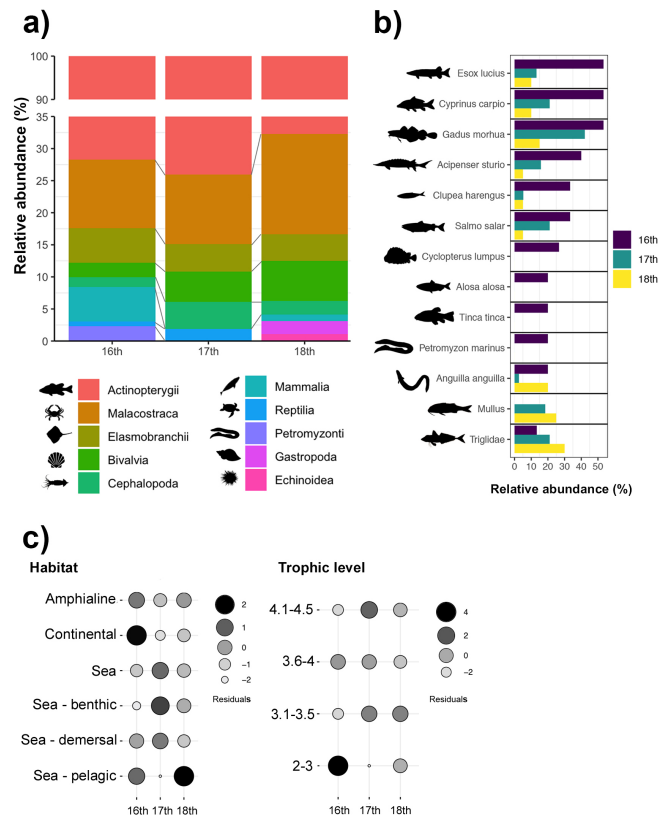 a)
Relative abundance (%)
100
90
35
30
25
20
15
10
5
0
16th 17th 18th
Actinopterygii
Malacostraca
Elasmobranchii
Bivalvia
Cephalopoda
Mammalia
Reptilia
Petromyzonti
Gastropoda
Echinoidea
b)
Esox lucius
Cyprinus carpio
Gadus morhua
Acipenser sturio
Clupea harengus
Salmo salar
Cyclopterus lumpus
Alosa alosa
Tinca tinca
Petromyzon marinus
Anguilla anguilla
Mullus
Triglidae
0 10 20 30 40 50
Relative abundance (%)
16th
17th
18th
c)
Habitat
Amphialine
Continental
Sea
Sea - benthic
Sea - demersal
Sea - pelagic
16th 17th 18th
2
1
0
−1
−2
Residuals
Trophic level
4.1-4.5
3.6-4
3.1-3.5
2-3
16th 17th 18th
4
2
0
−2
Residuals